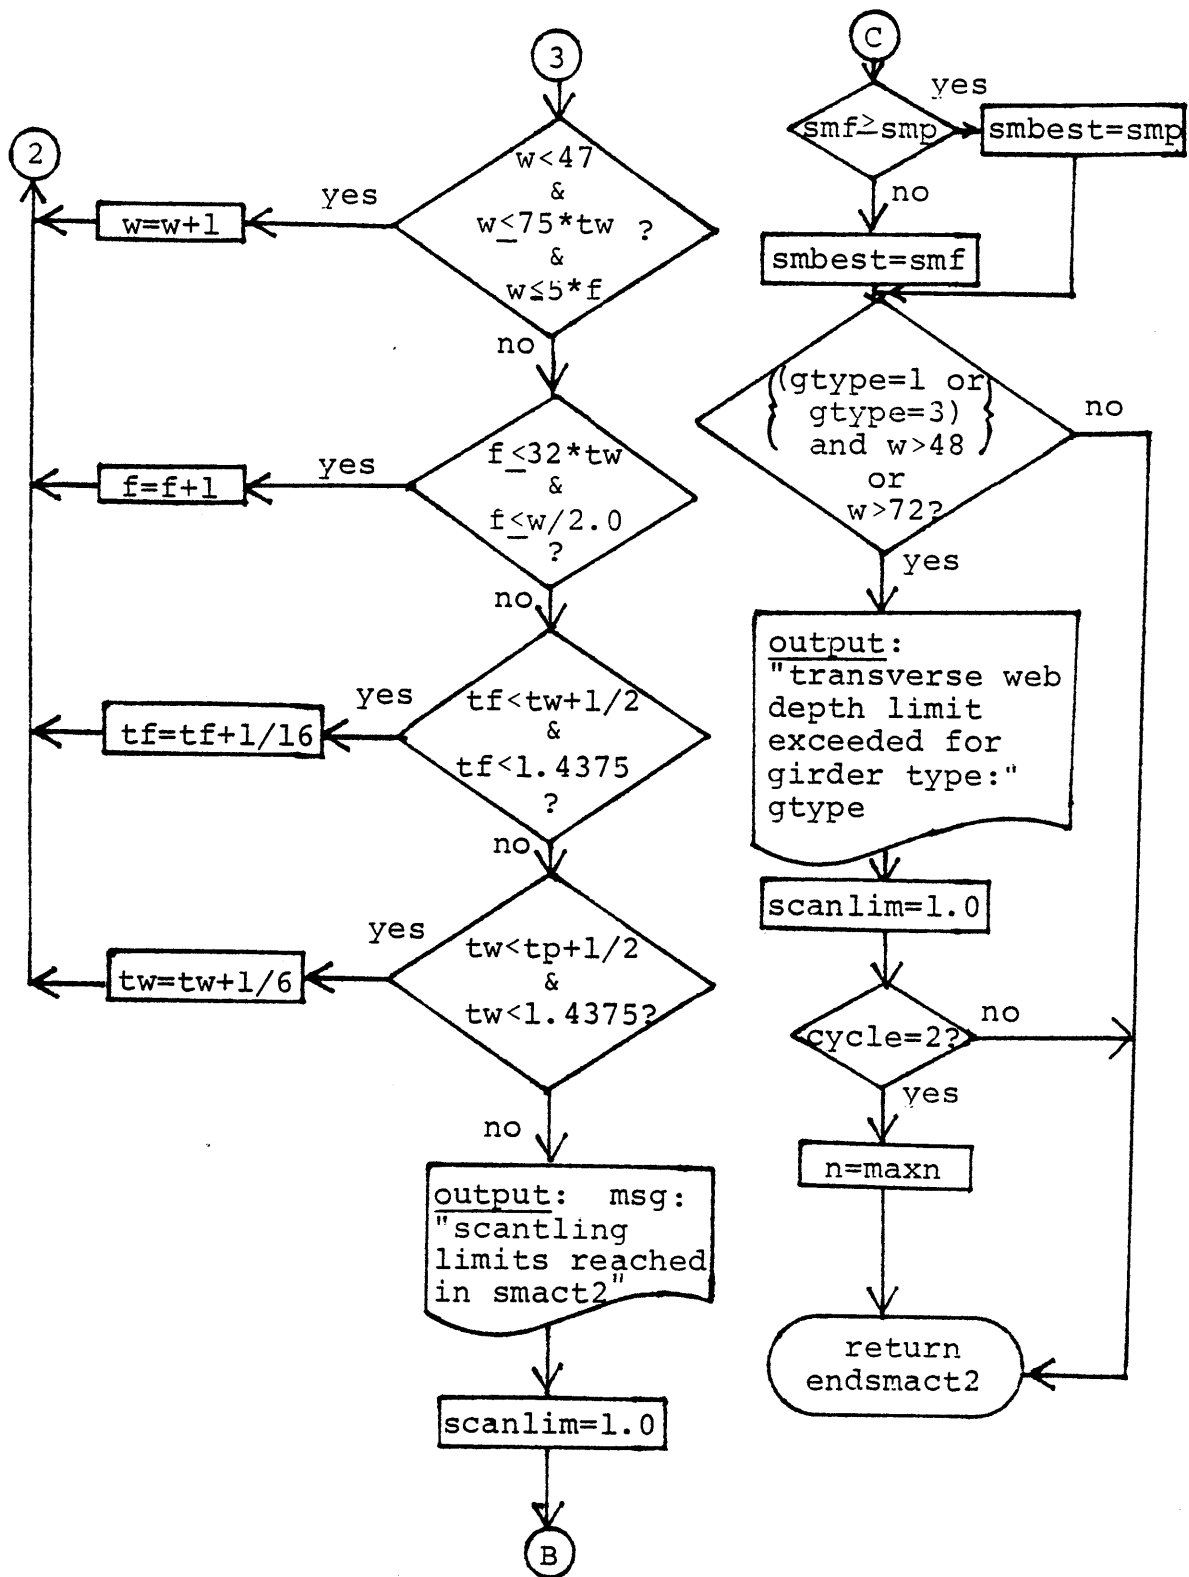 3
w<47
&
w≤75*tw ?
&
w≤5*f
yes
w=w+1
2
no
f≤32*tw
&
f≤w/2.0
?
yes
f=f+1
no
tf<tw+1/2
&
tf<1.4375
?
yes
tf=tf+1/16
no
tw<tp+1/2
&
tw<1.4375?
yes
tw=tw+1/6
no
output: msg:
"scantling
limits reached
in smact2"
scanlim=1.0
B
C
smf≥smp
yes
smbest=smp
no
smbest=smf
{(gtype=1 or
gtype=3)
and w>48}
or
w>72?
no
yes
output:
"transverse web
depth limit
exceeded for
girder type:"
gtype
scanlim=1.0
cycle=2?
no
yes
n=maxn
return
endsmact2